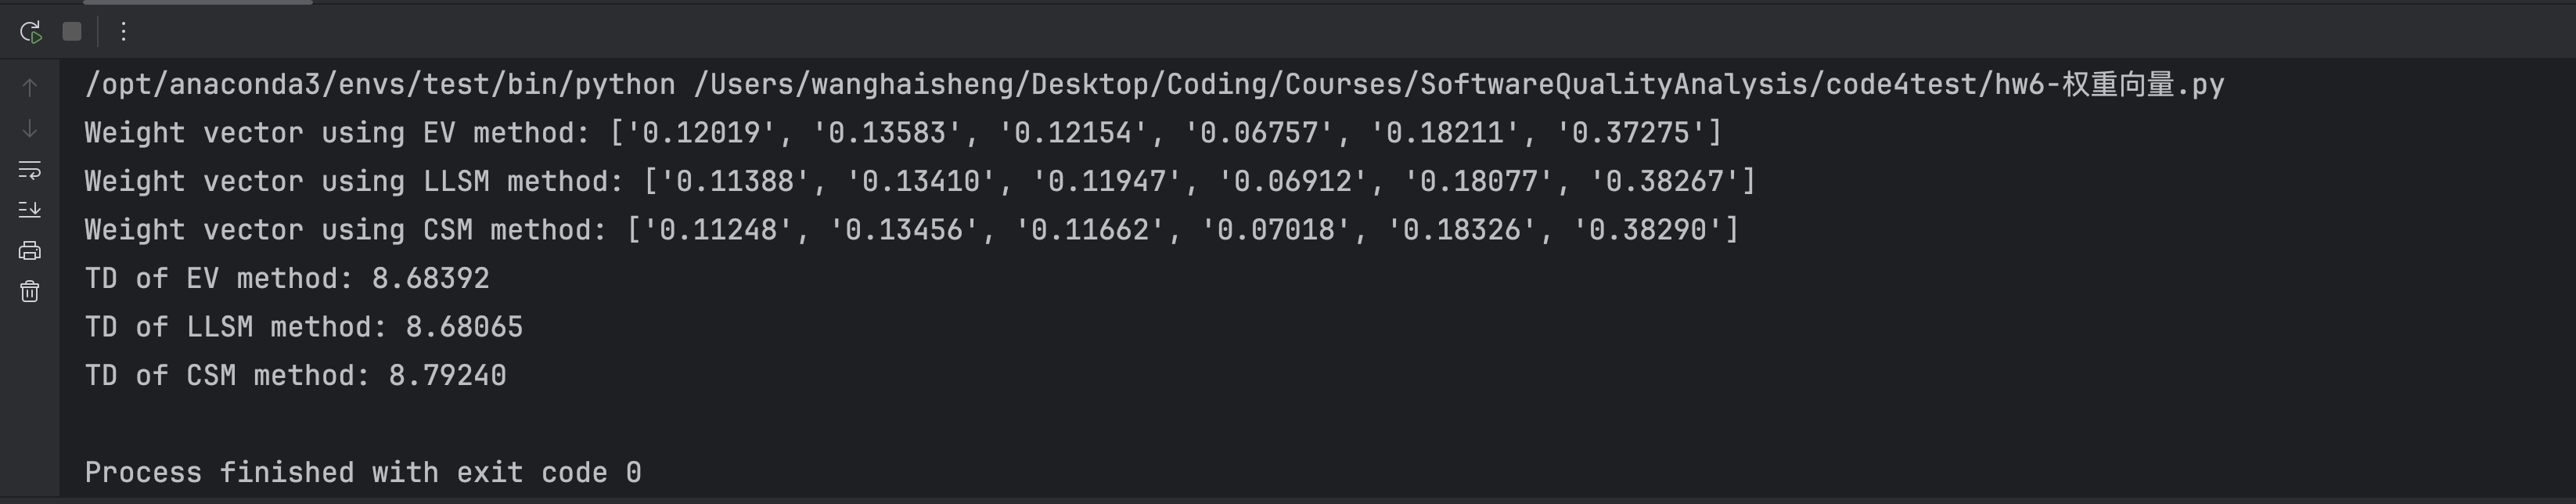 /opt/anaconda3/envs/test/bin/python /Users/wanghaisheng/Desktop/Coding/Courses/SoftwareQualityAnalysis/code4test/hw6-权重向量.py
Weight vector using EV method: ['0.12019', '0.13583', '0.12154', '0.06757', '0.18211', '0.37275']
Weight vector using LLSM method: ['0.11388', '0.13410', '0.11947', '0.06912', '0.18077', '0.38267']
Weight vector using CSM method: ['0.11248', '0.13456', '0.11662', '0.07018', '0.18326', '0.38290']
TD of EV method: 8.68392
TD of LLSM method: 8.68065
TD of CSM method: 8.79240
Process finished with exit code 0